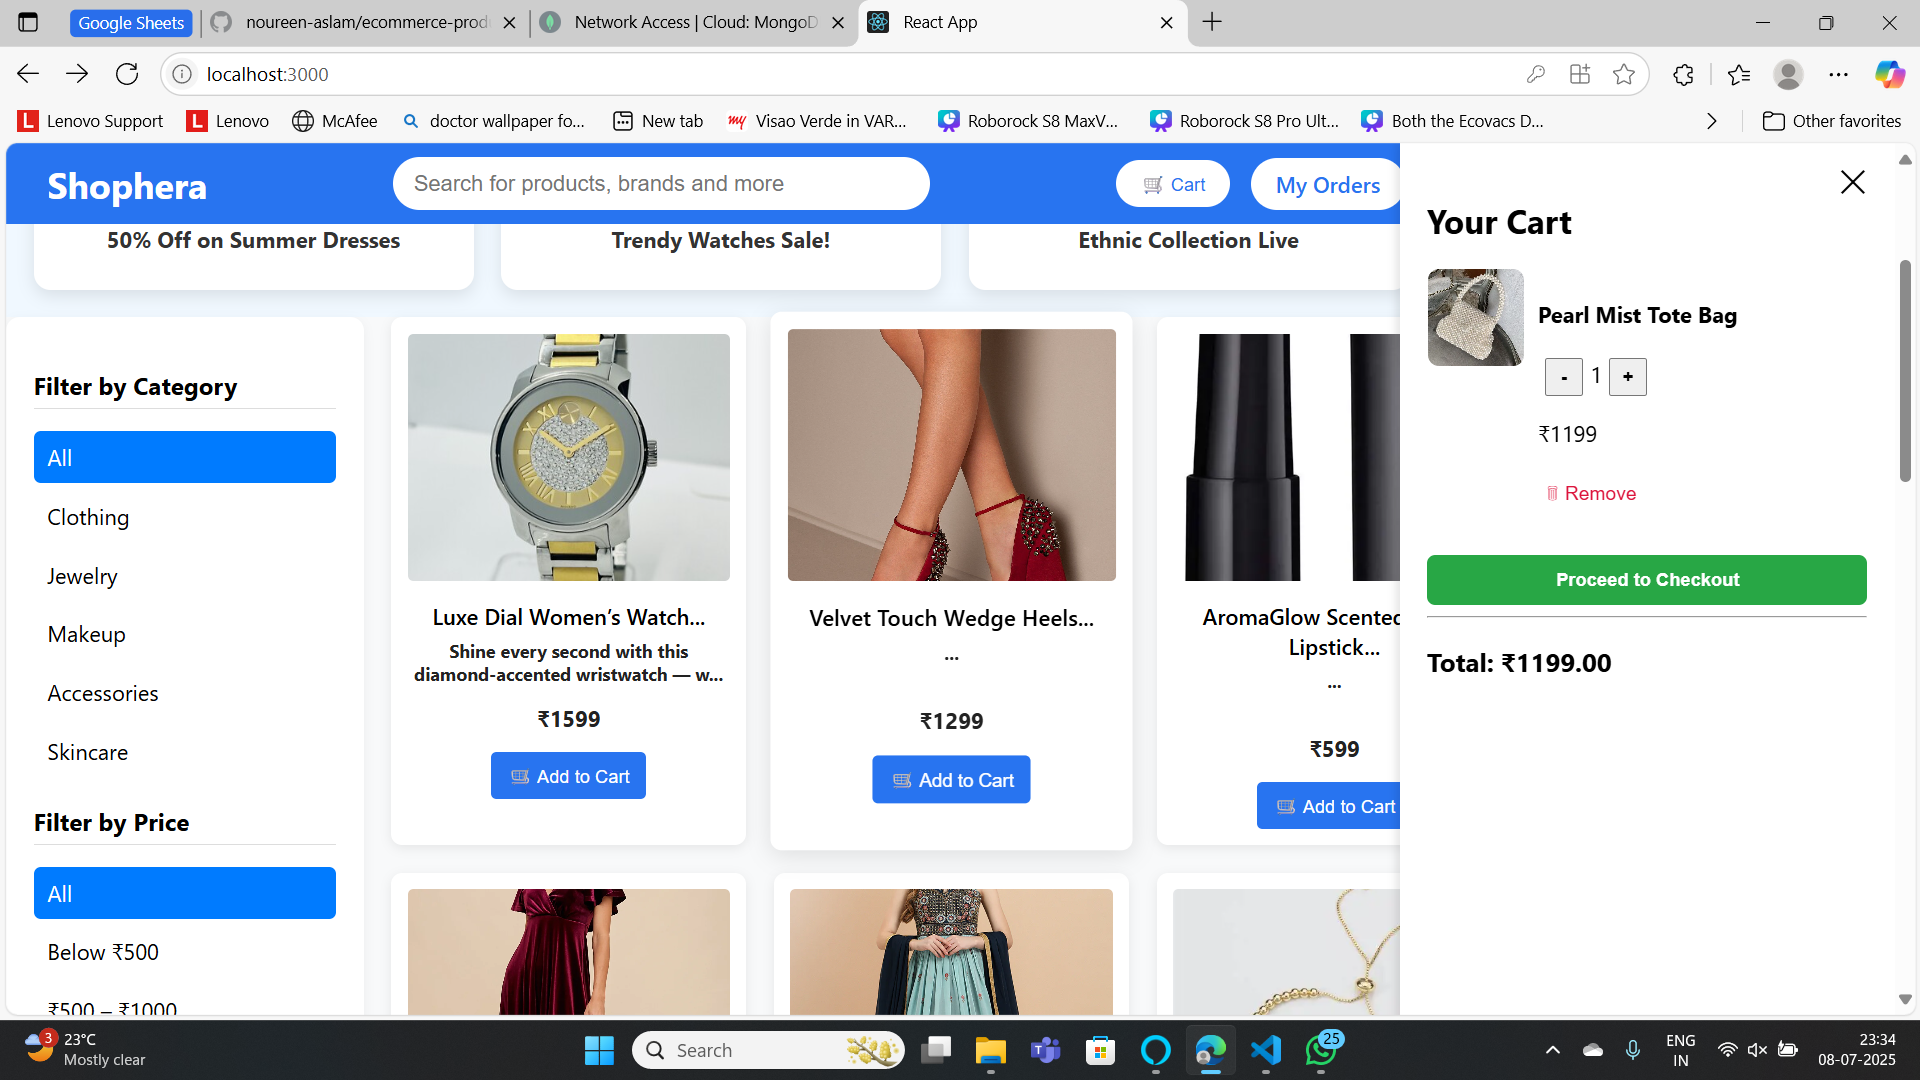 Google Sheets
noureen-aslam/ecommerce-prod
Network Access | Cloud: MongoD
React App
localhost:3000
Lenovo Support
Lenovo
McAfee
doctor wallpaper fo...
New tab
my Visao Verde in VAR...
Roborock S8 MaxV...
Roborock S8 Pro Ult...
Both the Ecovacs D...
Other favorites
Shophera
Search for products, brands and more
Cart
My Orders
50% Off on Summer Dresses
Trendy Watches Sale!
Ethnic Collection Live
Filter by Category
All
Clothing
Jewelry
Makeup
Accessories
Skincare
Filter by Price
All
Below ₹500
₹500 – ₹1000
Luxe Dial Women’s Watch...
Shine every second with this
diamond-accented wristwatch — w...
₹1599
Add to Cart
Velvet Touch Wedge Heels...
...
₹1299
Add to Cart
AromaGlow Scented
Lipstick...
...
₹599
Add to Cart
Your Cart
Pearl Mist Tote Bag
- 1 +
₹1199
Remove
Proceed to Checkout
Total: ₹1199.00
3
23°C
Mostly clear
Search
25
ENG
IN
23:34
08-07-2025